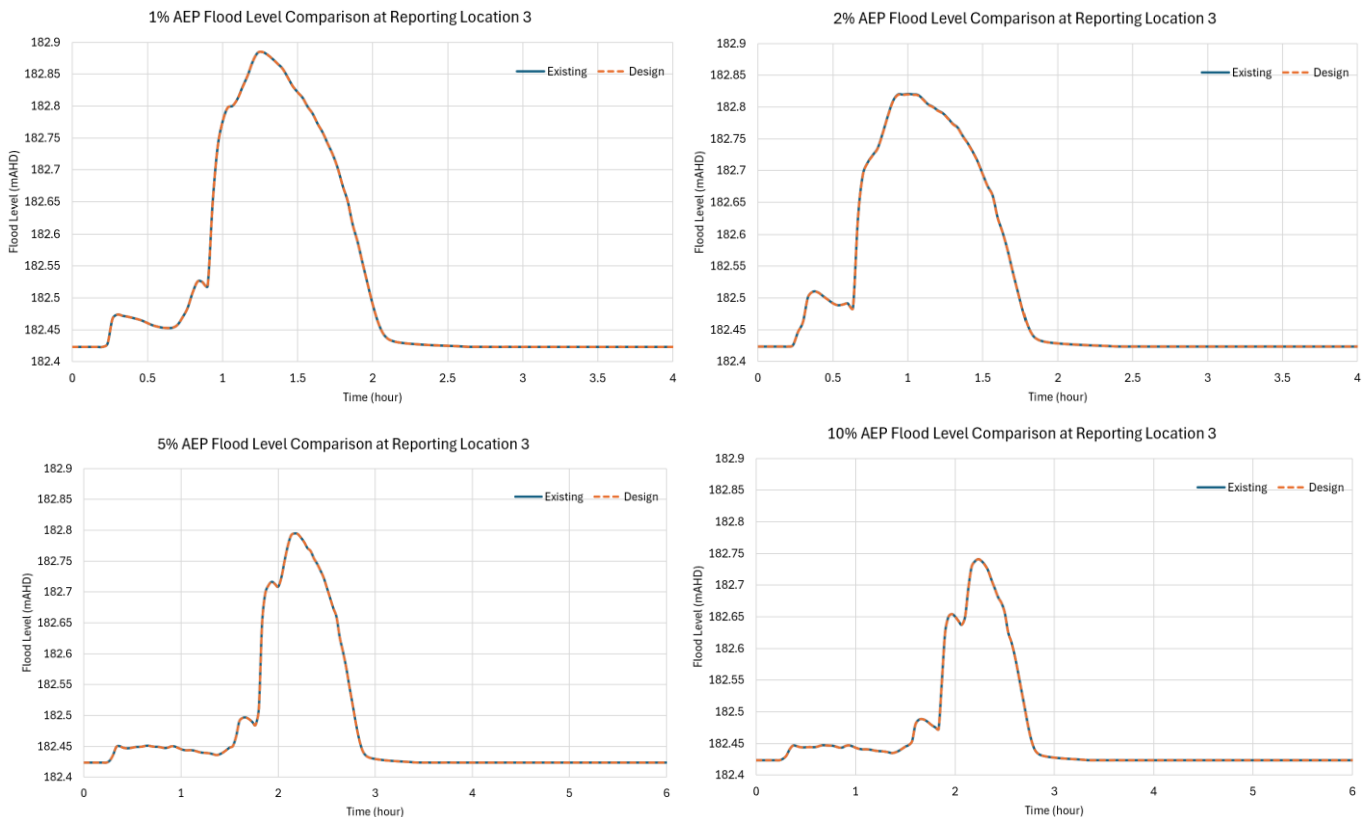 1% AEP Flood Level Comparison at Reporting Location 3
Existing Design
182.9
182.85
182.8
182.75
182.7
182.65
182.6
182.55
182.5
182.45
182.4
Flood Level (mAHD)
0 0.5 1 1.5 2 2.5 3 3.5 4
Time (hour)
2% AEP Flood Level Comparison at Reporting Location 3
Existing Design
182.9
182.85
182.8
182.75
182.7
182.65
182.6
182.55
182.5
182.45
182.4
Flood Level (mAHD)
0 0.5 1 1.5 2 2.5 3 3.5 4
Time (hour)
5% AEP Flood Level Comparison at Reporting Location 3
Existing Design
182.9
182.85
182.8
182.75
182.7
182.65
182.6
182.55
182.5
182.45
182.4
Flood Level (mAHD)
0 1 2 3 4 5 6
Time (hour)
10% AEP Flood Level Comparison at Reporting Location 3
Existing Design
182.9
182.85
182.8
182.75
182.7
182.65
182.6
182.55
182.5
182.45
182.4
Flood Level (mAHD)
0 1 2 3 4 5 6
Time (hour)